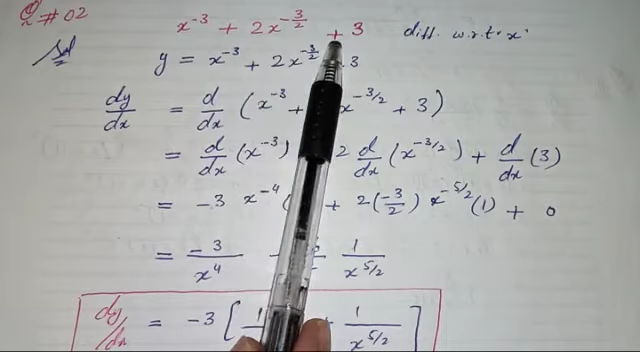 Q#02 x^{-3} + 2x^{-3/2} + 3 diff. w.r.t. x
Sol y = x^{-3} + 2x^{-3/2} 3
dy/dx = d/dx (x^{-3} + x^{-3/2} + 3)
= d/dx (x^{-3}) 2 d/dx (x^{-3/2}) + d/dx (3)
= -3 x^{-4} ( + 2(-3/2) x^{-5/2} (1) + 0
= -3/x^4 - 1/x^{5/2}
dy/dx = -3 [ 1 + 1/x^{5/2} ]